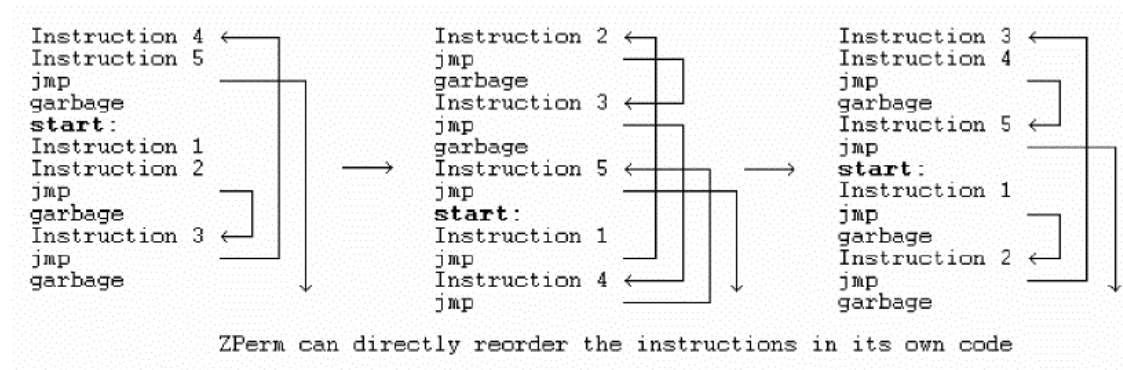 Instruction 4
Instruction 5
jmp
garbage
start:
Instruction 1
Instruction 2
jmp
garbage
Instruction 3
jmp
garbage
Instruction 2
jmp
garbage
Instruction 3
jmp
garbage
Instruction 5
jmp
start:
Instruction 1
jmp
Instruction 4
jmp
Instruction 3
Instruction 4
jmp
garbage
Instruction 5
jmp
start:
Instruction 1
jmp
garbage
Instruction 2
jmp
garbage
ZPerm can directly reorder the instructions in its own code